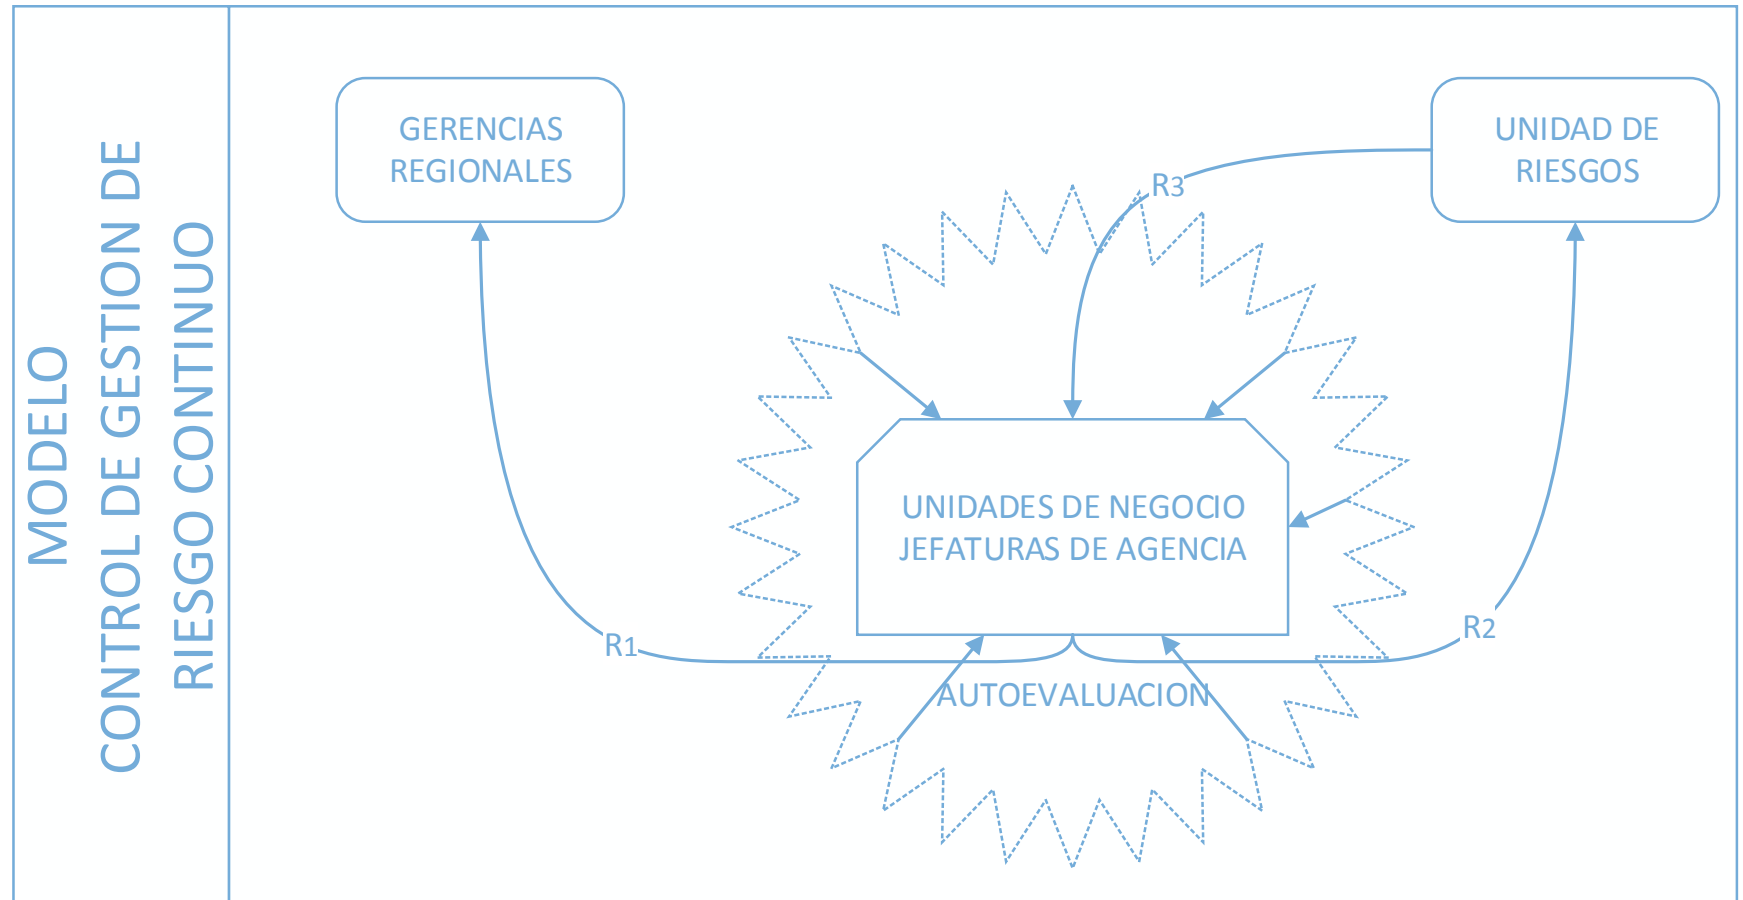 MODELO
CONTROL DE GESTION DE
RIESGO CONTINUO
GERENCIAS
REGIONALES
UNIDAD DE
RIESGOS
R3
UNIDADES DE NEGOCIO
JEFATURAS DE AGENCIA
R1
R2
AUTOEVALUACION